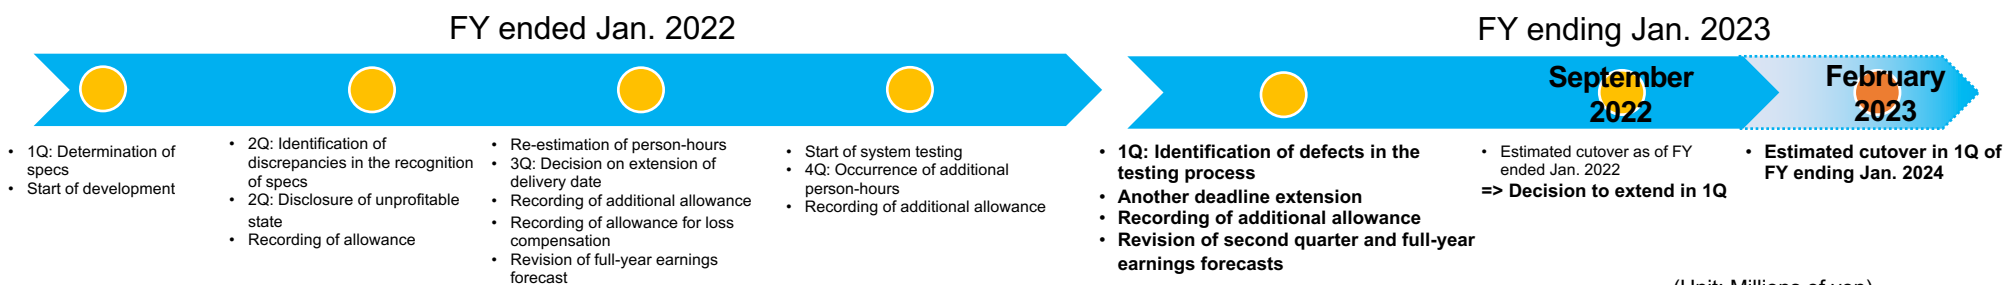 FY ended Jan. 2022
FY ending Jan. 2023
• 1Q: Determination of
specs
• Start of development
• 2Q: Identification of
discrepancies in the recognition
of specs
• 2Q: Disclosure of unprofitable
state
• Recording of allowance
• Re-estimation of person-hours
• 3Q: Decision on extension of
delivery date
• Recording of additional allowance
• Recording of allowance for loss
compensation
• Revision of full-year earnings
forecast
• Start of system testing
• 4Q: Occurrence of additional
person-hours
• Recording of additional allowance
• 1Q: Identification of defects in the
testing process
• Another deadline extension
• Recording of additional allowance
• Revision of second quarter and full-year
earnings forecasts
September
2022
• Estimated cutover as of FY
ended Jan. 2022
=> Decision to extend in 1Q
February
2023
• Estimated cutover in 1Q of
FY ending Jan. 2024
(Unit: Millions of yen)